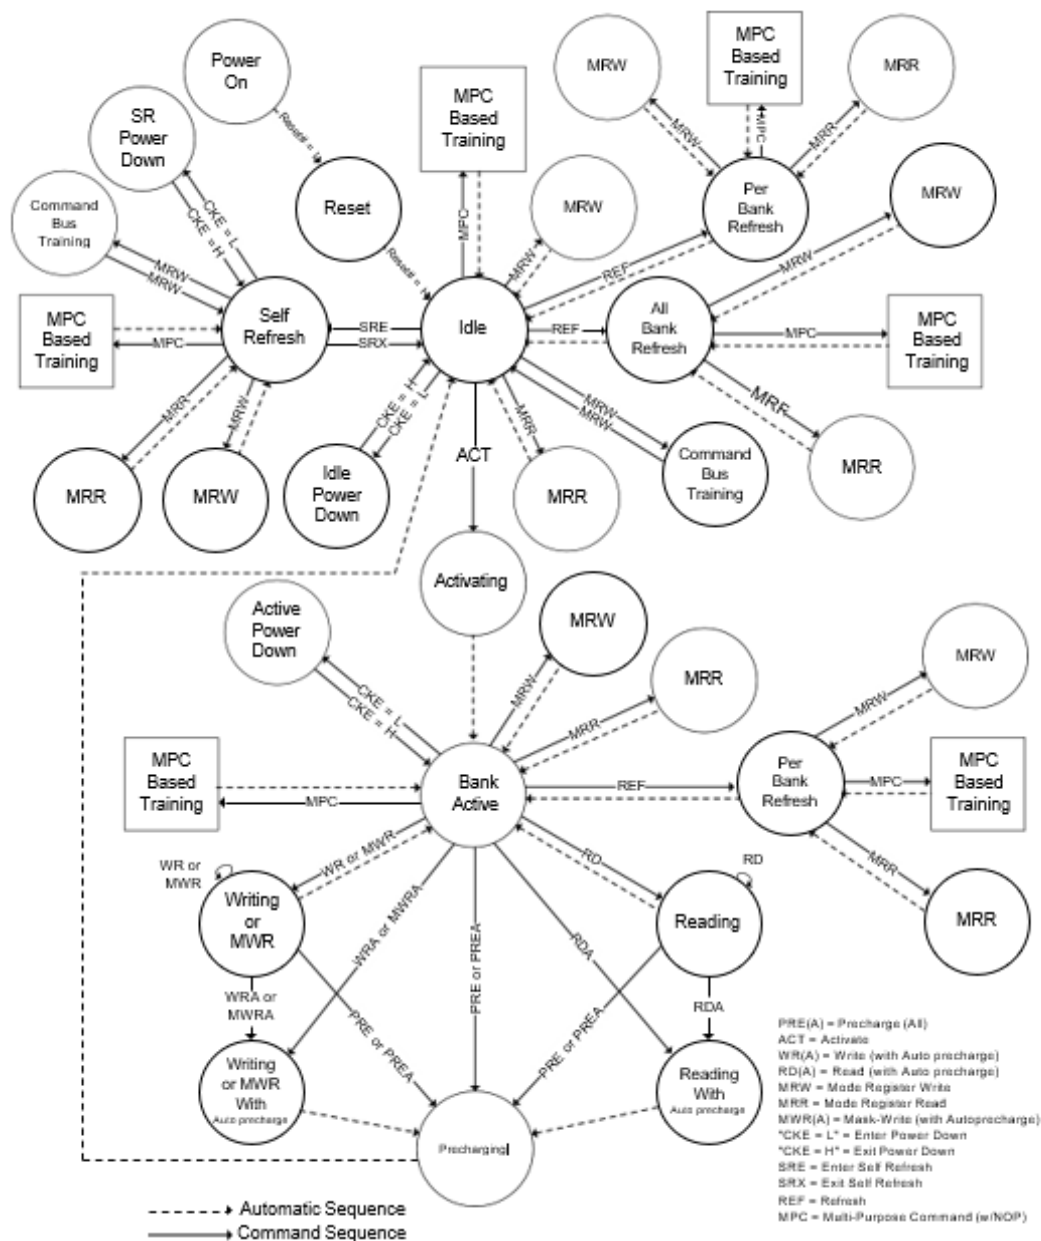 Power
On
MPC
Based
Training
MRW
MPC
Based
Training
MRR
SR
Power
Down
Command
Bus
Training
Reset
MRW
Per
Bank
Refresh
MRW
CKE = L
CKE = H
MRW
MRW
MPC
MRW
MRW
MPC
MRR
REF
MRW
MPC
Based
Training
MPC
Self
Refresh
SRE
SRX
Idle
REF
All
Bank
Refresh
MPC
MPC
Based
Training
MRR
MRW
CKE = H
CKE = L
MRR
MRW
MRW
MRR
MRW
Idle
Power
Down
ACT
MRR
Command
Bus
Training
MRR
Activating
Active
Power
Down
MRW
MRR
MRW
CKE = L
CKE = H
MRW
MRR
MRW
MPC
Based
Training
MPC
Bank
Active
REF
Per
Bank
Refresh
MPC
MPC
Based
Training
WR or
MWR
WR or MWR
RD
RD
MRR
Writing
or
MWR
WRA or MWRA
PRE or PREA
RDA
Reading
MRR
WRA or
MWRA
PRE or PREA
PRE or PREA
RDA
Writing
or MWR
With
Auto precharge
Reading
With
Auto precharge
Precharging
PRE(A) = Precharge (All)
ACT = Activate
WR(A) = Write (with Auto precharge)
RD(A) = Read (with Auto precharge)
MRW = Mode Register Write
MRR = Mode Register Read
MWR(A) = Mask-Write (with Autoprecharge)
"CKE = L" = Enter Power Down
"CKE = H" = Exit Power Down
SRE = Enter Self Refresh
SRX = Exit Self Refresh
REF = Refresh
MPC = Multi-Purpose Command (w/NOP)
Automatic Sequence
Command Sequence